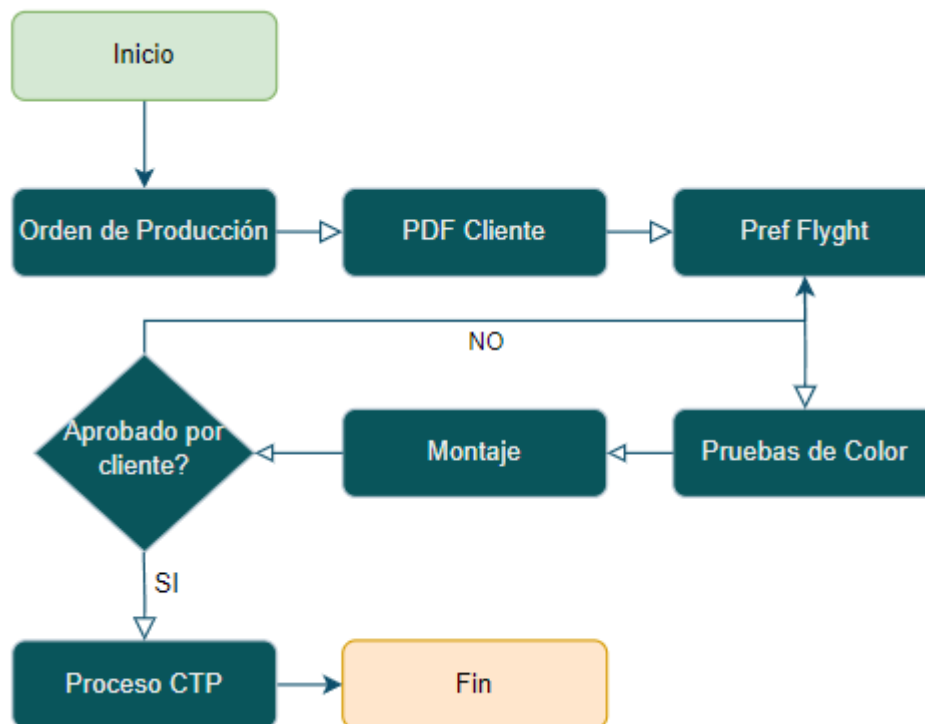 Inicio
Orden de Producción
PDF Cliente
Pref Flyght
NO
Aprobado por
cliente?
Montaje
Pruebas de Color
SI
Proceso CTP
Fin